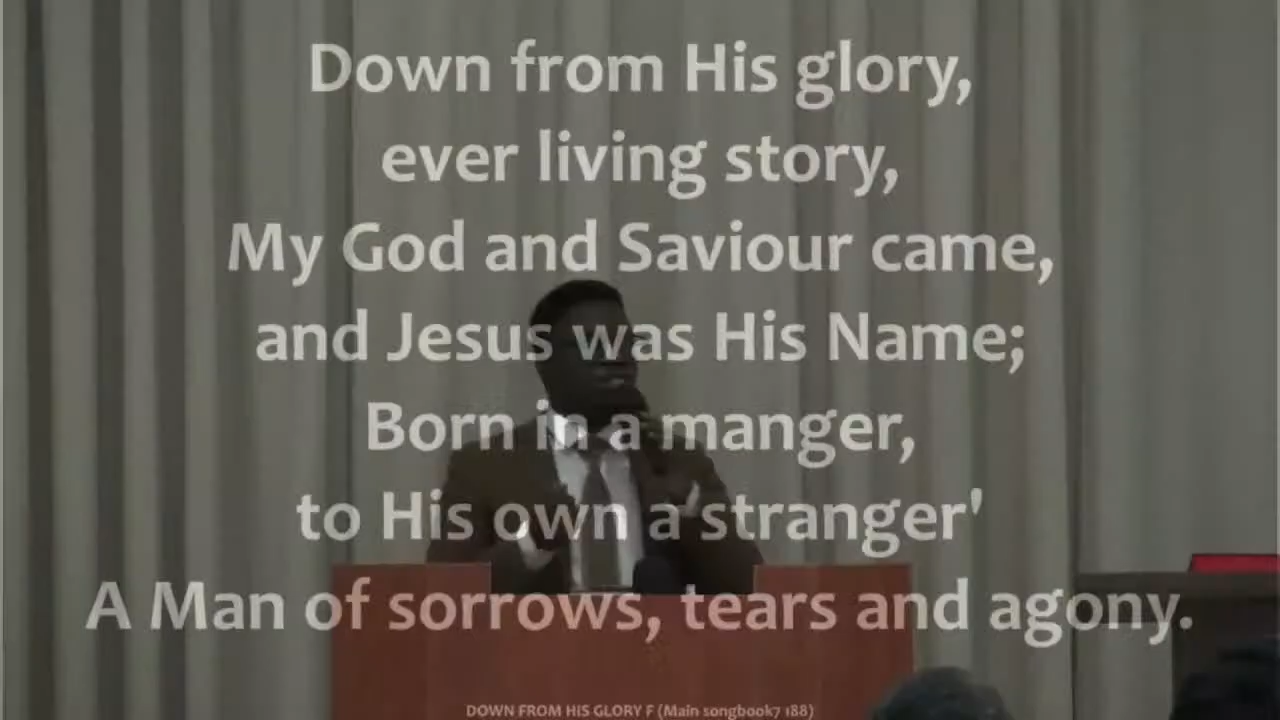 Down from His glory,
ever living story,
My God and Saviour came,
and Jesus was His Name;
Born in a manger,
to His own a stranger'
A Man of sorrows, tears and agony.
DOWN FROM HIS GLORY F (Main songbook7 188)